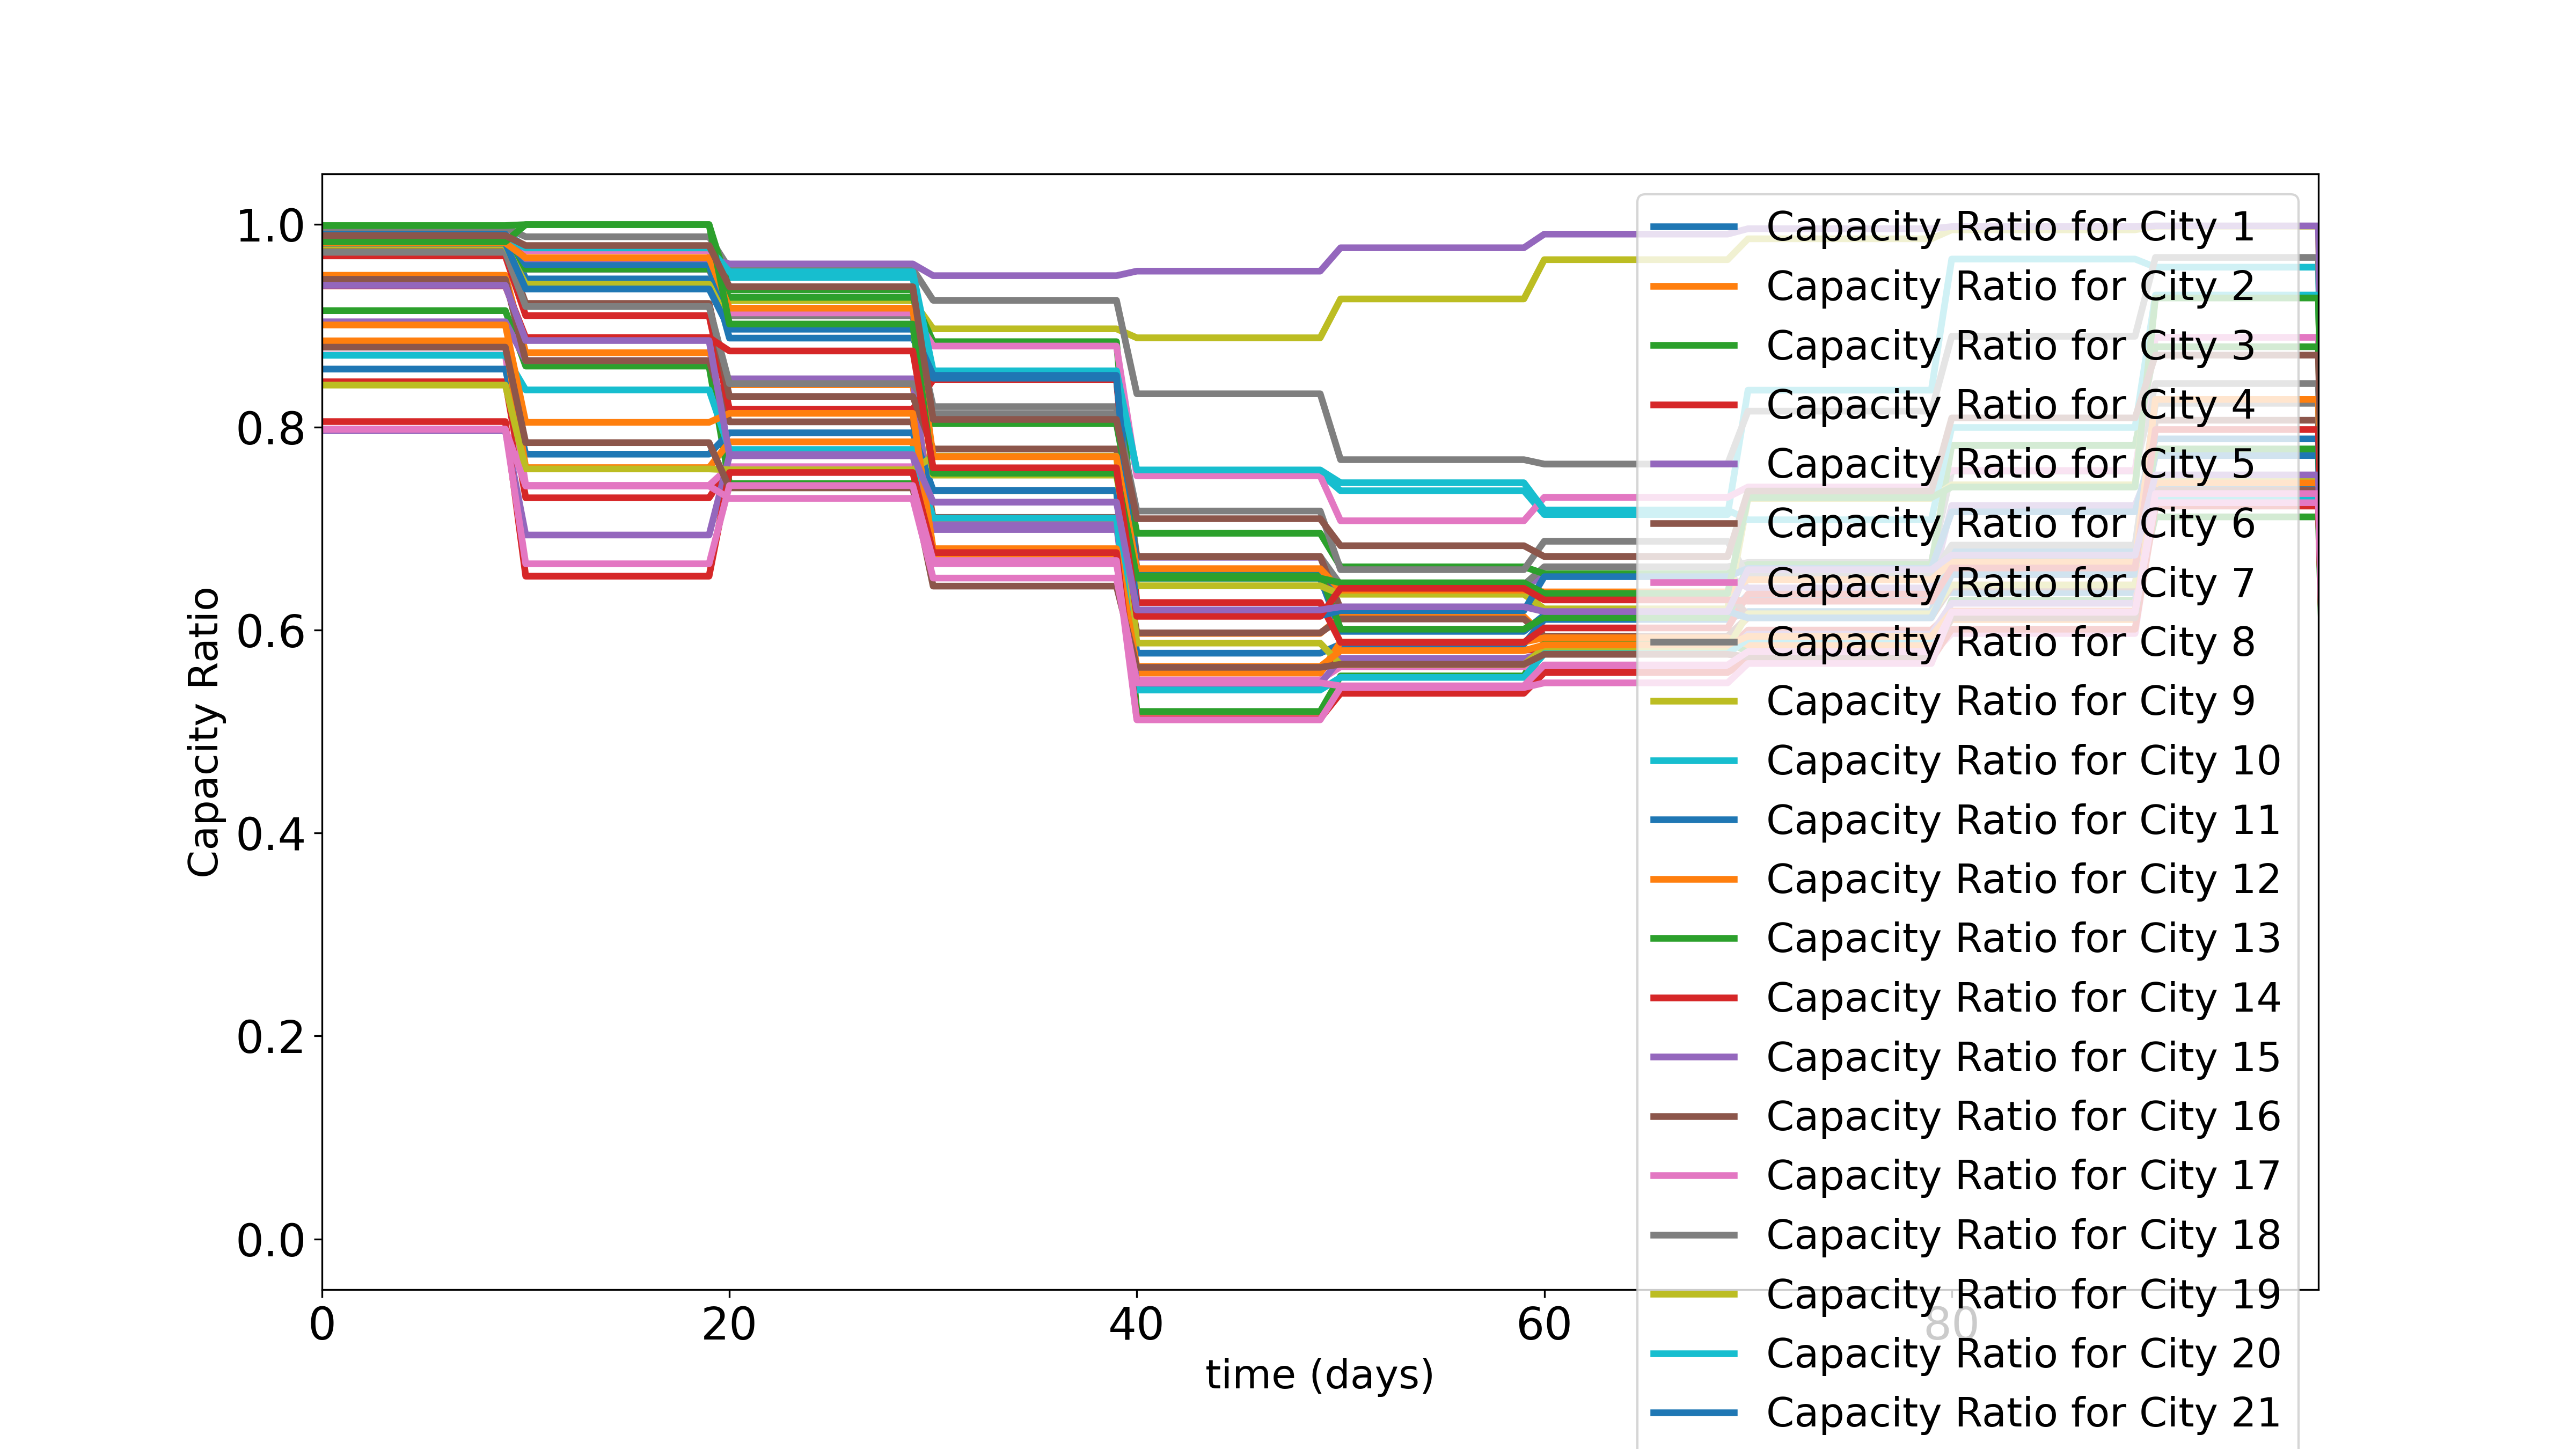 1.0
0.8
0.6
0.4
0.2
0.0
Capacity Ratio
0
20
40
60
80
time (days)
Capacity Ratio for City 1
Capacity Ratio for City 2
Capacity Ratio for City 3
Capacity Ratio for City 4
Capacity Ratio for City 5
Capacity Ratio for City 6
Capacity Ratio for City 7
Capacity Ratio for City 8
Capacity Ratio for City 9
Capacity Ratio for City 10
Capacity Ratio for City 11
Capacity Ratio for City 12
Capacity Ratio for City 13
Capacity Ratio for City 14
Capacity Ratio for City 15
Capacity Ratio for City 16
Capacity Ratio for City 17
Capacity Ratio for City 18
Capacity Ratio for City 19
Capacity Ratio for City 20
Capacity Ratio for City 21